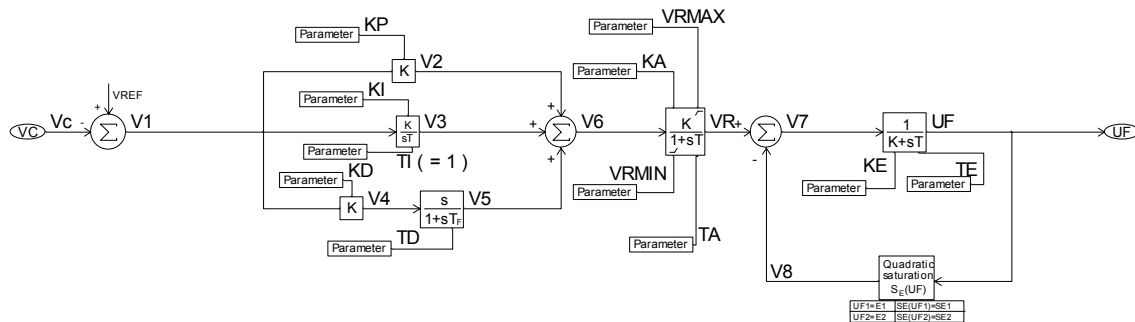 VRMAX
KP
Parameter
Parameter
V2
KA
K
Parameter
VREF
KI
+
+
Parameter
VC
Vc
-
Σ
V1
K
sT
V3
+
Σ
V6
K
1+sT
VR
+
Σ
V7
1
K+sT
UF
UF
Parameter
TI ( = 1 )
+
-
KD
VRMIN
KE
TE
Parameter
Parameter
Parameter
Parameter
K
V4
s
1+sTF
V5
Parameter
TD
Parameter
TA
V8
Quadratic
saturation
SE(UF)
UF1=E1 SE(UF1)=SE1
UF2=E2 SE(UF2)=SE2